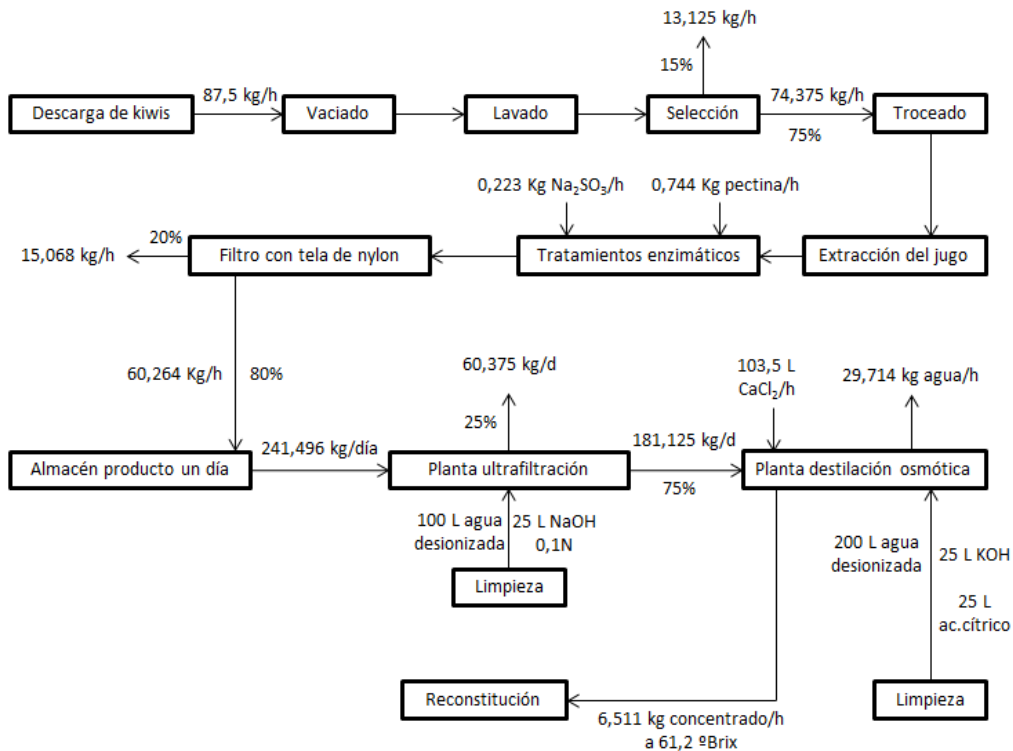 13,125 kg/h
15%
87,5 kg/h
74,375 kg/h
Descarga de kiwis
Vaciado
Lavado
Selección
Troceado
75%
0,223 Kg Na₂SO₃/h
0,744 Kg pectina/h
20%
15,068 kg/h
Filtro con tela de nylon
Tratamientos enzimáticos
Extracción del jugo
60,264 Kg/h
80%
60,375 kg/d
25%
103,5 L
CaCl₂/h
29,714 kg agua/h
241,496 kg/día
181,125 kg/d
Almacén producto un día
Planta ultrafiltración
Planta destilación osmótica
75%
100 L agua
desionizada
25 L NaOH
0,1N
Limpieza
200 L agua
desionizada
25 L KOH
25 L
ac.cítrico
Reconstitución
Limpieza
6,511 kg concentrado/h
a 61,2 ºBrix